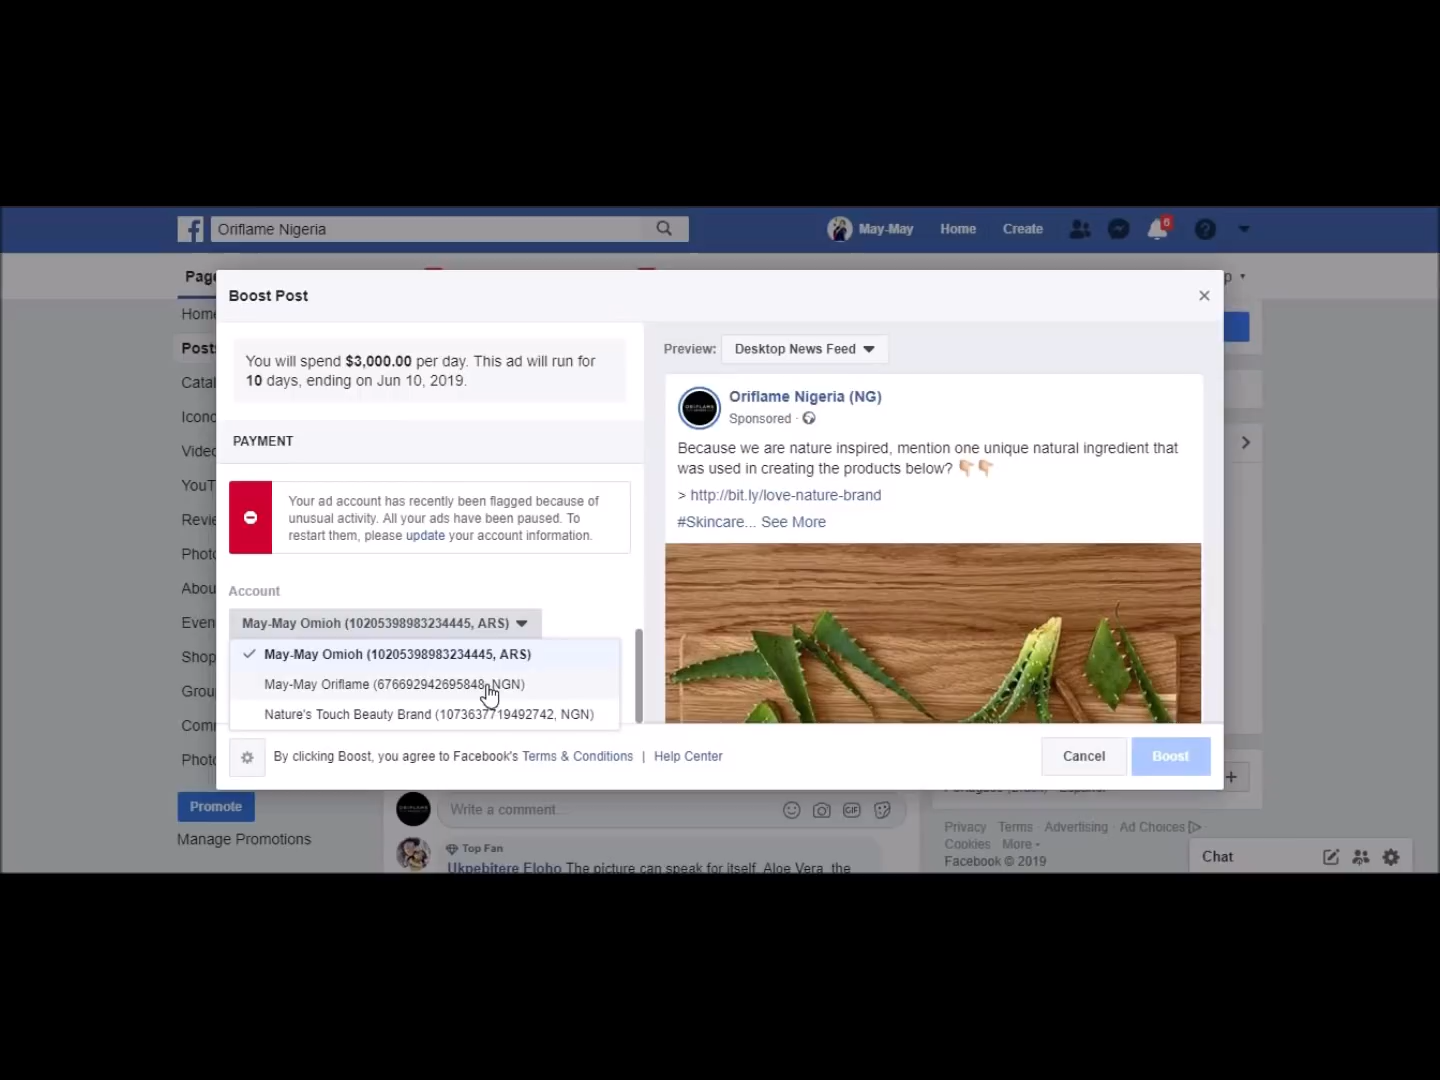 Oriflame Nigeria
May-May
Home
Create
6
Page
Boost Post
Home
Posts
Reviews
Photo
About
Shop
You will spend $3,000.00 per day. This ad will run for
10 days, ending on Jun 10, 2019.
PAYMENT
Your ad account has recently been flagged because of
unusual activity. All your ads have been paused. To
restart them, please update your account information.
Account
May-May Omioh (10205398983234445, ARS)
May-May Omioh (10205398983234445, ARS)
May-May Oriflame (676692942695848, NGN)
Nature's Touch Beauty Brand (1073637719492742, NGN)
Preview:
Desktop News Feed
Oriflame Nigeria (NG)
Sponsored ·
Because we are nature inspired, mention one unique natural ingredient that
was used in creating the products below? 👇🏻👇🏻
> http://bit.ly/love-nature-brand
#Skincare... See More
By clicking Boost, you agree to Facebook's Terms & Conditions | Help Center
Cancel
Boost
Promote
Manage Promotions
Write a comment...
GIF
Top Fan
Ukpebitere Eloho The picture can speak for itself. Aloe Vera, the
Privacy · Terms · Advertising · Ad Choices
Cookies · More
Facebook © 2019
Chat